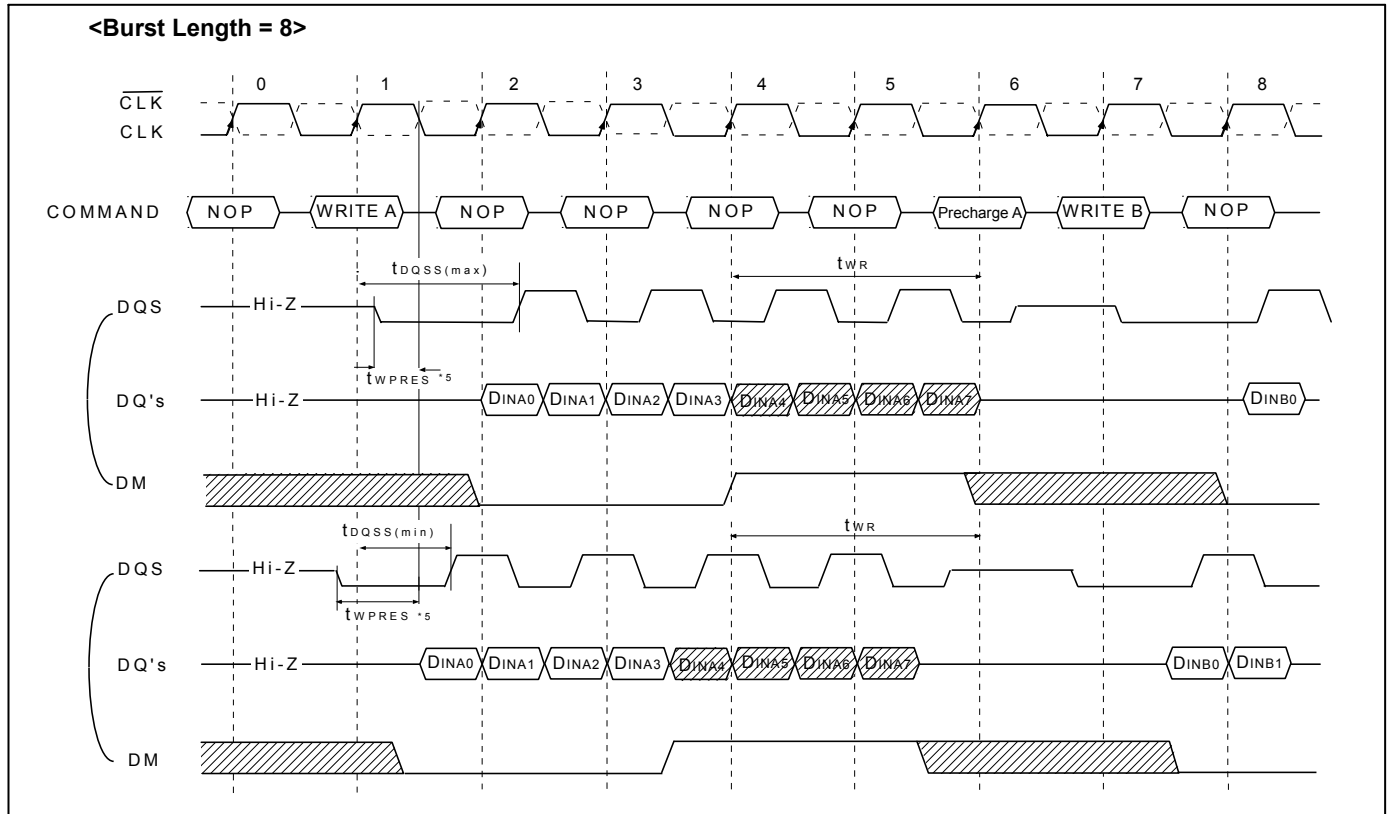 <Burst Length = 8>
0 1 2 3 4 5 6 7 8
CLK
CLK
COMMAND NOP WRITE A NOP NOP NOP NOP Precharge A WRITE B NOP
tDQSS(max) tWR
DQS Hi-Z
tWPRES *5
DQ's Hi-Z DINA0 DINA1 DINA2 DINA3 DINA4 DINA5 DINA6 DINA7 DINB0
DM
tDQSS(min) tWR
DQS Hi-Z
tWPRES *5
DQ's Hi-Z DINA0 DINA1 DINA2 DINA3 DINA4 DINA5 DINA6 DINA7 DINB0 DINB1
DM